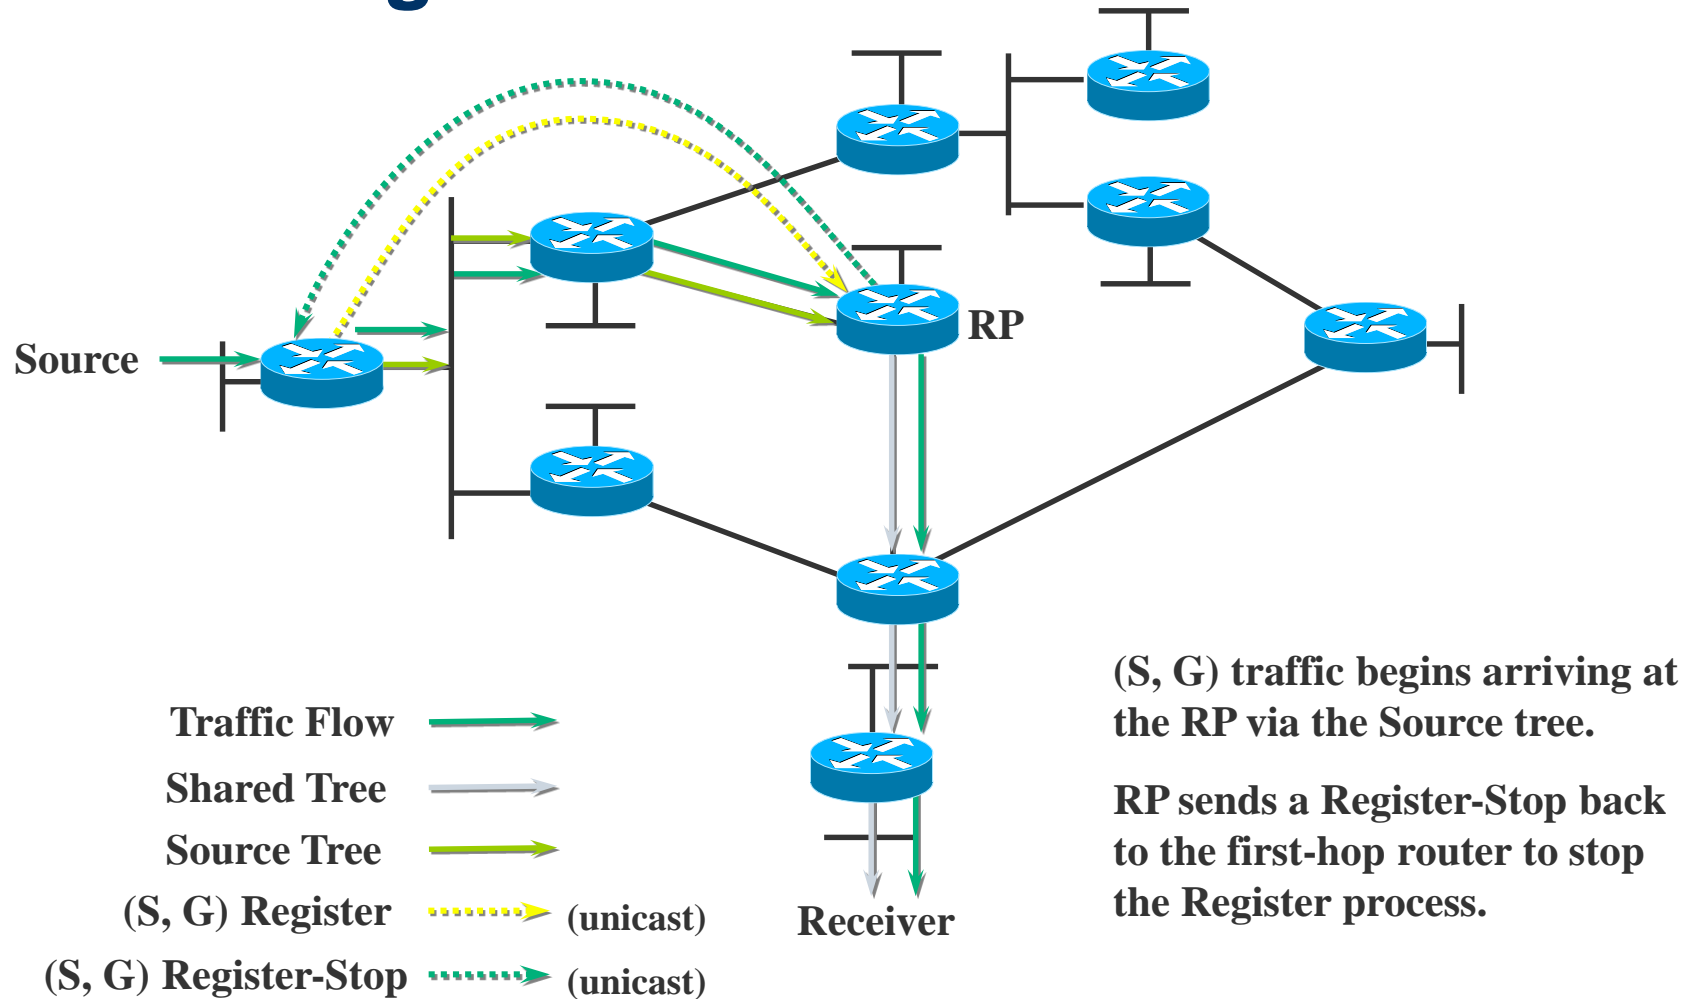 RP
Source
(S, G) traffic begins arriving at
the RP via the Source tree.
RP sends a Register-Stop back
to the first-hop router to stop
the Register process.
Traffic Flow
Shared Tree
Source Tree
(S, G) Register
(unicast)
(S, G) Register-Stop
(unicast)
Receiver